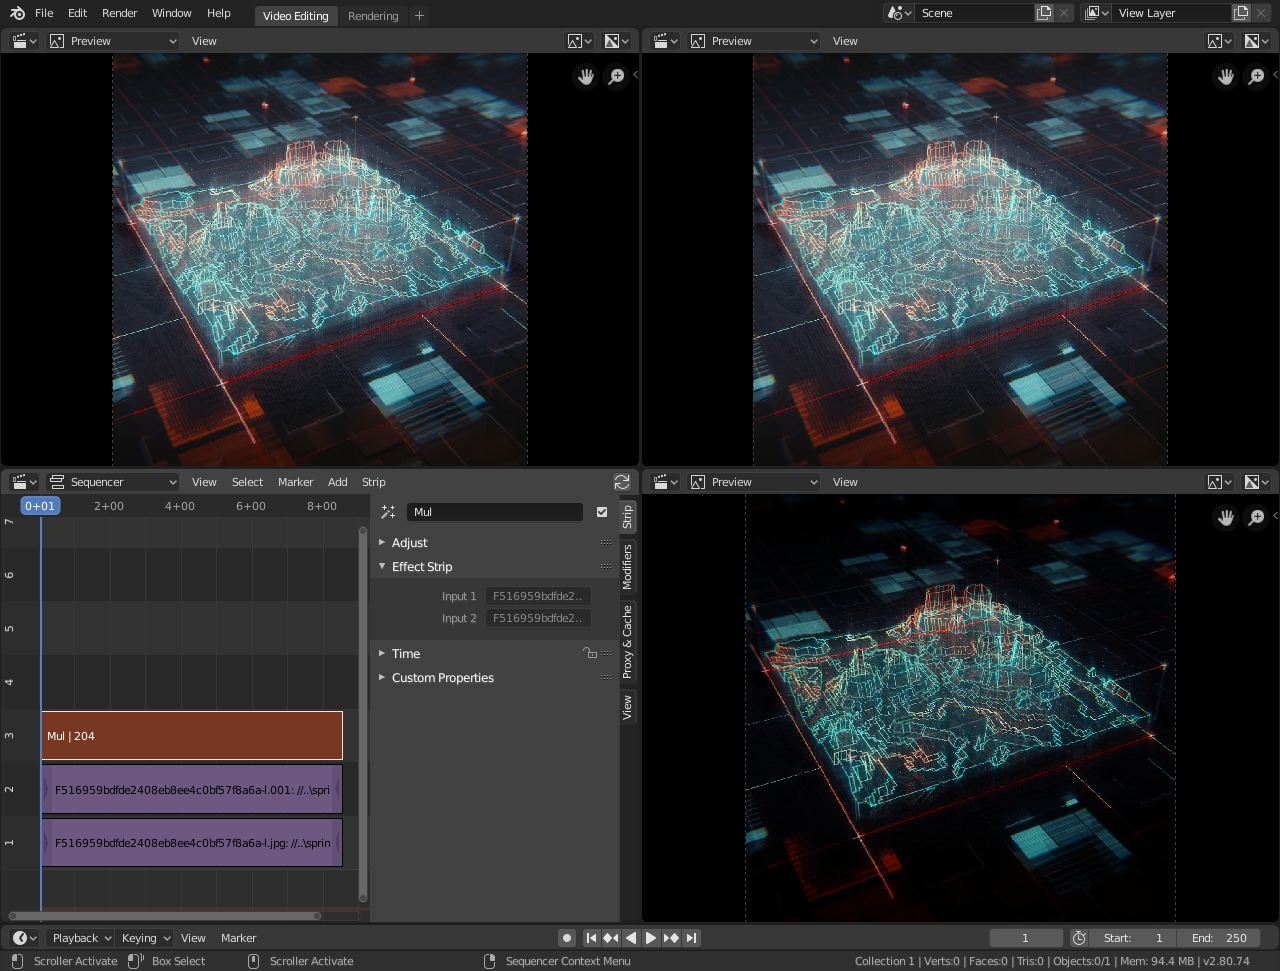 File Edit Render Window Help Video Editing Rendering + Scene View Layer
Preview View Preview View
Sequencer View Select Marker Add Strip Preview View
0+01 2+00 4+00 6+00 8+00
Mul
Adjust
Effect Strip
Input 1 F516959bdfde2..
Input 2 F516959bdfde2..
Time
Custom Properties
Strip
Modifiers
Proxy & Cache
View
7
6
5
4
3 Mul | 204
2 F516959bdfde2408eb8ee4c0bf57f8a6a-l.001: //..\spri
1 F516959bdfde2408eb8ee4c0bf57f8a6a-l.jpg: //..\sprin
Playback Keying View Marker 1 Start: 1 End: 250
Scroller Activate Box Select Scroller Activate Sequencer Context Menu Collection 1 | Verts:0 | Faces:0 | Tris:0 | Objects:0/1 | Mem: 94.4 MB | v2.80.74